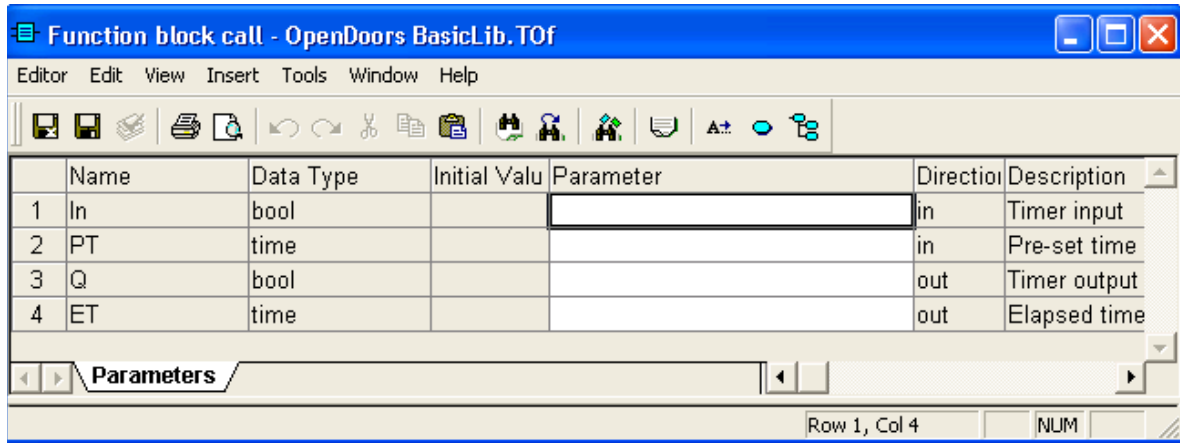 Function block call - OpenDoors BasicLib.TOf
Editor Edit View Insert Tools Window Help
Name Data Type Initial Valu Parameter Direction Description
1 In bool in Timer input
2 PT time in Pre-set time
3 Q bool out Timer output
4 ET time out Elapsed time
Parameters
Row 1, Col 4 NUM